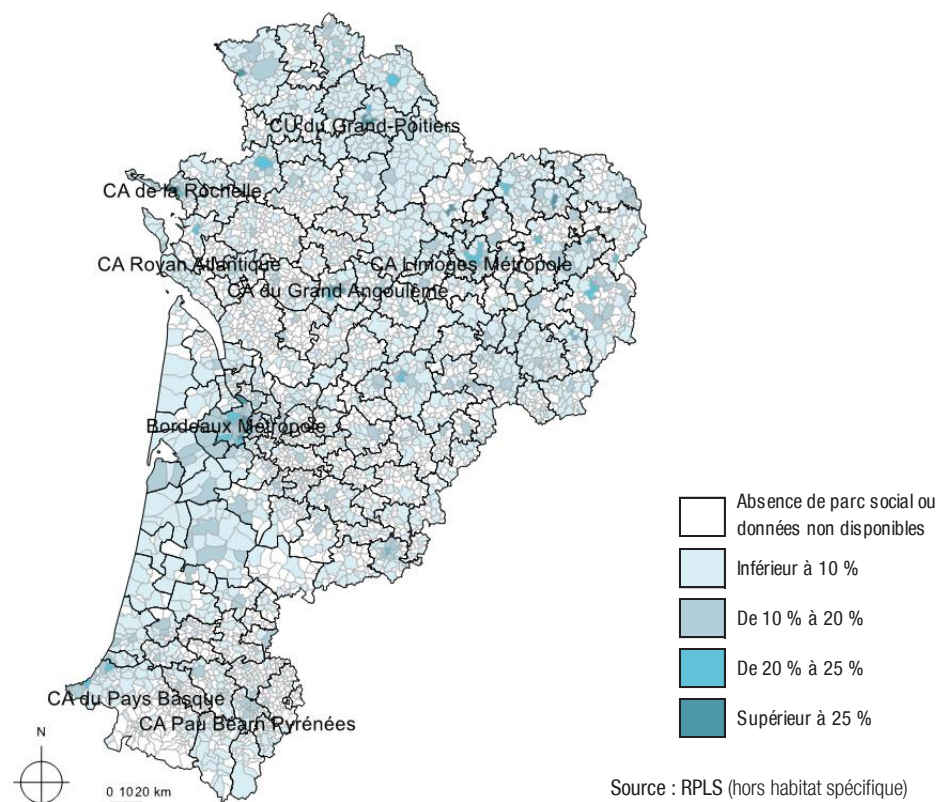 CU du Grand-Poitiers
CA de la Rochelle
CA Royan Atlantique
CA Limoges Métropole
CA du Grand Angoulême
Bordeaux Métropole
CA du Pays Basque
CA Pau Béarn Pyrénées
N
0 1020 km
Absence de parc social ou
données non disponibles
Inférieur à 10 %
De 10 % à 20 %
De 20 % à 25 %
Supérieur à 25 %
Source : RPLS (hors habitat spécifique)